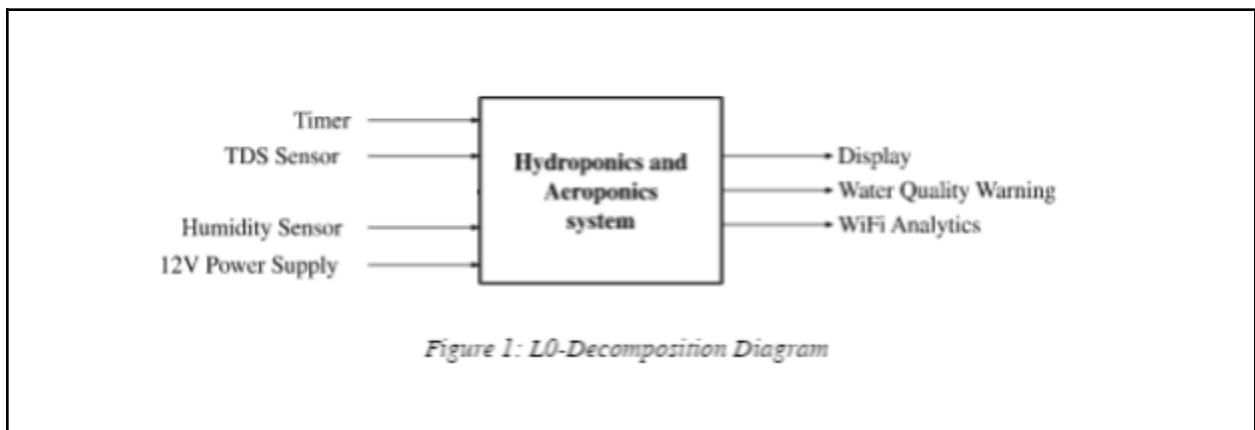 Timer
TDS Sensor
Humidity Sensor
12V Power Supply
Hydroponics and
Aeroponics
system
Display
Water Quality Warning
WiFi Analytics
Figure 1: L0-Decomposition Diagram